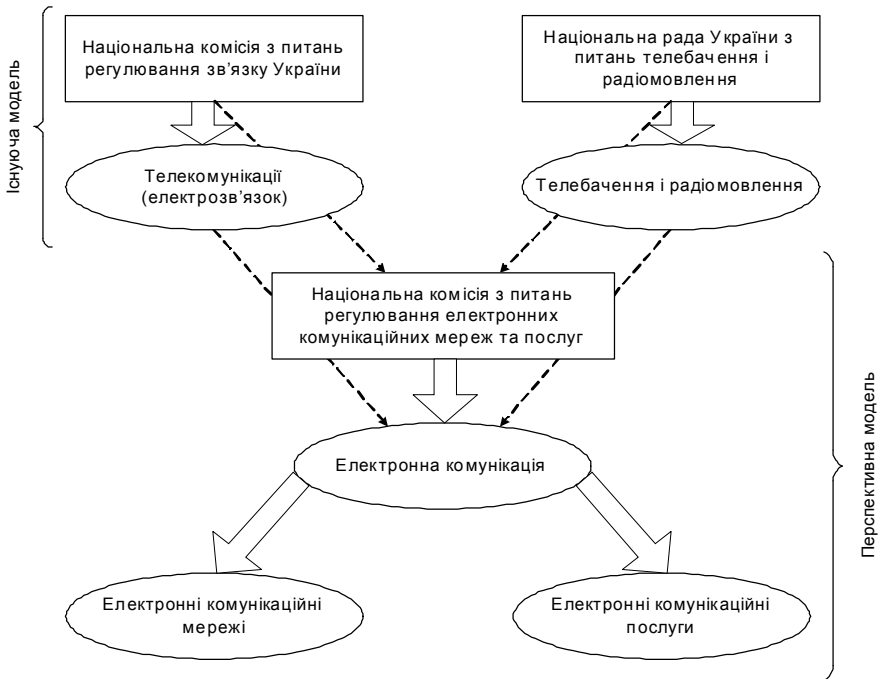 Національна комісія з питань
регулювання зв’язку України
Національна рада України з
питань телебачення і
радіомовлення
Існуюча модель
Телекомунікації
(електрозв’язок)
Телебачення і радіомовлення
Національна комісія з питань
регулювання електронних
комунікаційних мереж та послуг
Електронна комунікація
Перспективна модель
Електронні комунікаційні
мережі
Електронні комунікаційні
послуги